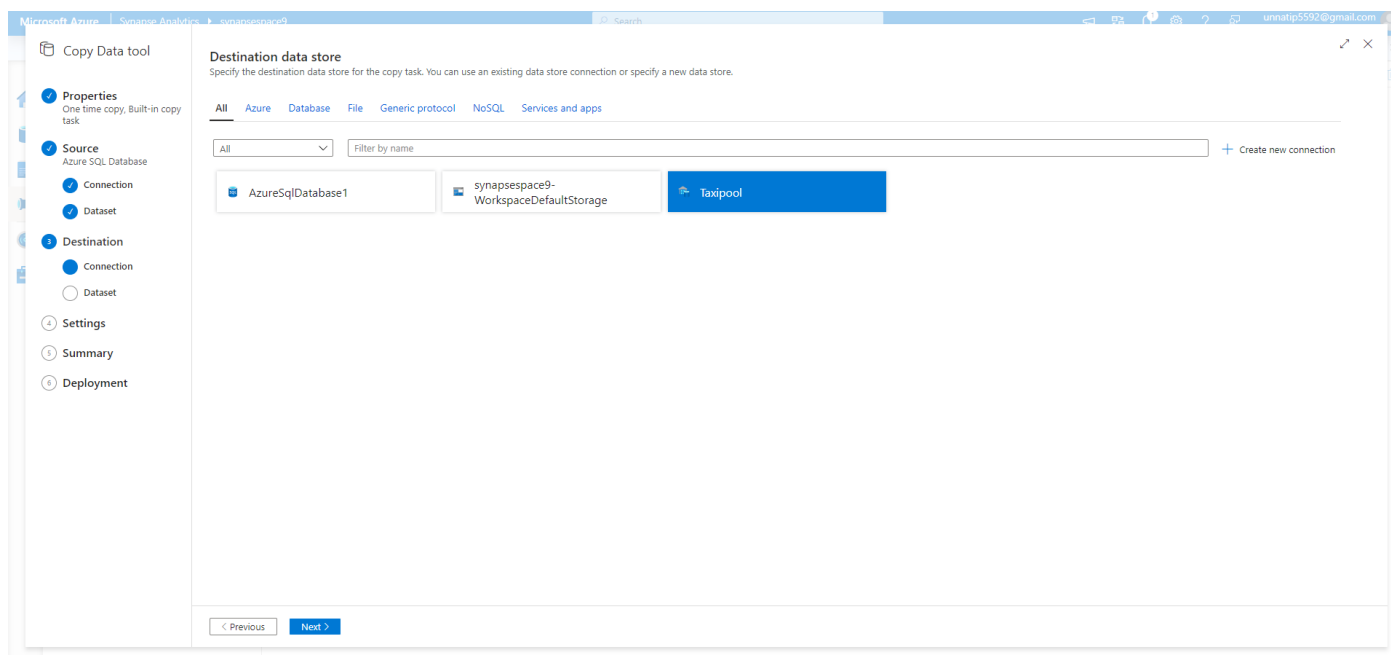 Microsoft Azure Synapse Analytics synapsespace9
Search
unnatip5592@gmail.com
Copy Data tool
Properties
One time copy, Built-in copy
task
Source
Azure SQL Database
Connection
Dataset
3 Destination
Connection
Dataset
4 Settings
5 Summary
6 Deployment
Destination data store
Specify the destination data store for the copy task. You can use an existing data store connection or specify a new data store.
All Azure Database File Generic protocol NoSQL Services and apps
All
Filter by name
Create new connection
AzureSqlDatabase1
synapsespace9-
WorkspaceDefaultStorage
Taxipool
< Previous
Next >